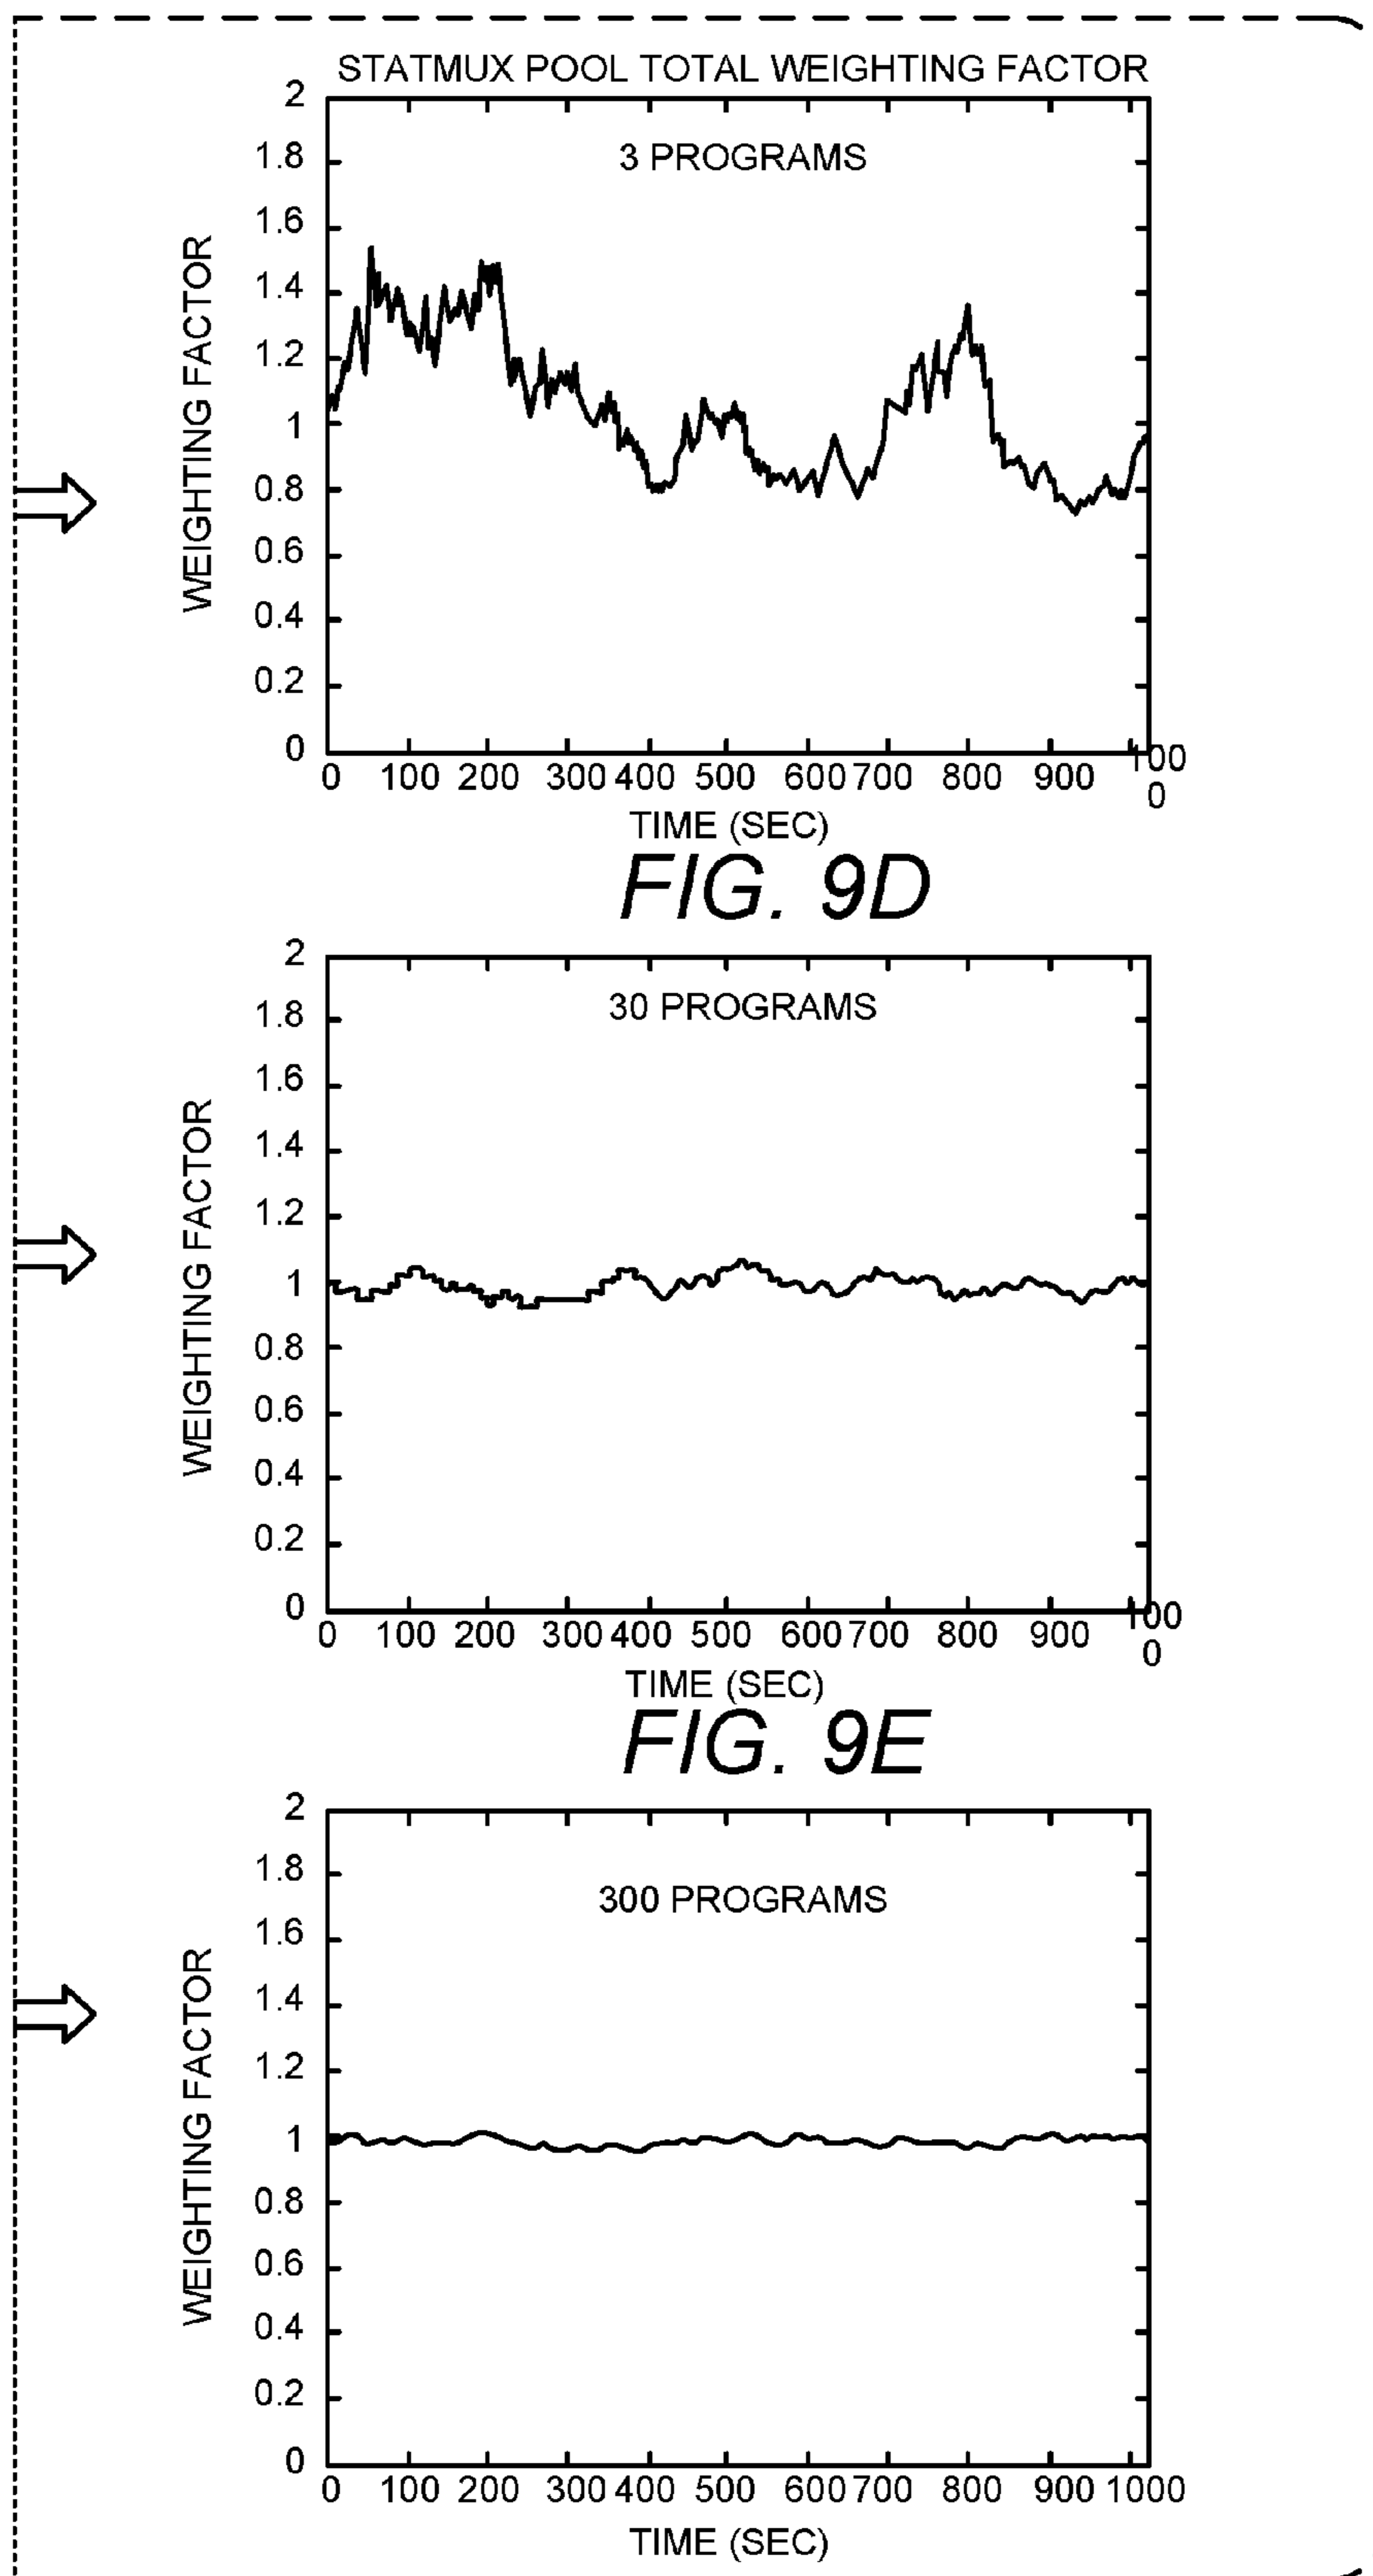 STATMUX POOL TOTAL WEIGHTING FACTOR
3 PROGRAMS
WEIGHTING FACTOR
2
1.8
1.6
1.4
1.2
1
0.8
0.6
0.4
0.2
0
0 100 200 300 400 500 600 700 800 900 100
0
TIME (SEC)
FIG. 9D
30 PROGRAMS
WEIGHTING FACTOR
2
1.8
1.6
1.4
1.2
1
0.8
0.6
0.4
0.2
0
0 100 200 300 400 500 600 700 800 900 100
0
TIME (SEC)
FIG. 9E
300 PROGRAMS
WEIGHTING FACTOR
2
1.8
1.6
1.4
1.2
1
0.8
0.6
0.4
0.2
0
0 100 200 300 400 500 600 700 800 900 1000
TIME (SEC)